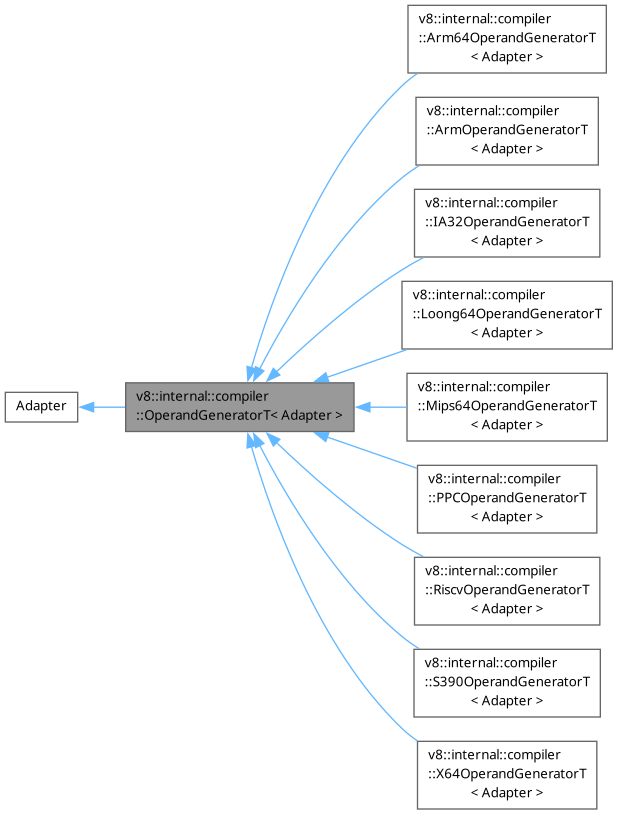 v8::internal::compiler
::Arm64OperandGeneratorT
< Adapter >
v8::internal::compiler
::ArmOperandGeneratorT
< Adapter >
v8::internal::compiler
::IA32OperandGeneratorT
< Adapter >
v8::internal::compiler
::Loong64OperandGeneratorT
< Adapter >
Adapter
v8::internal::compiler
::OperandGeneratorT< Adapter >
v8::internal::compiler
::Mips64OperandGeneratorT
< Adapter >
v8::internal::compiler
::PPCOperandGeneratorT
< Adapter >
v8::internal::compiler
::RiscvOperandGeneratorT
< Adapter >
v8::internal::compiler
::S390OperandGeneratorT
< Adapter >
v8::internal::compiler
::X64OperandGeneratorT
< Adapter >